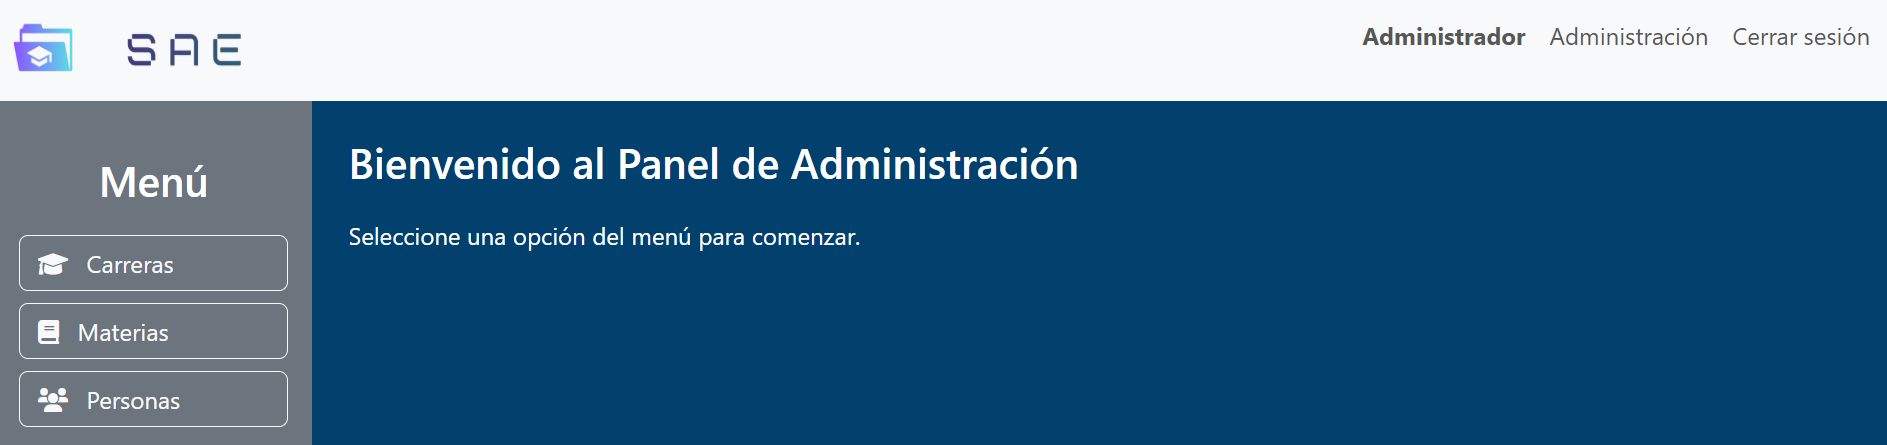 SAE
Administrador Administración Cerrar sesión
Menú
Carreras
Materias
Personas
Bienvenido al Panel de Administración
Seleccione una opción del menú para comenzar.